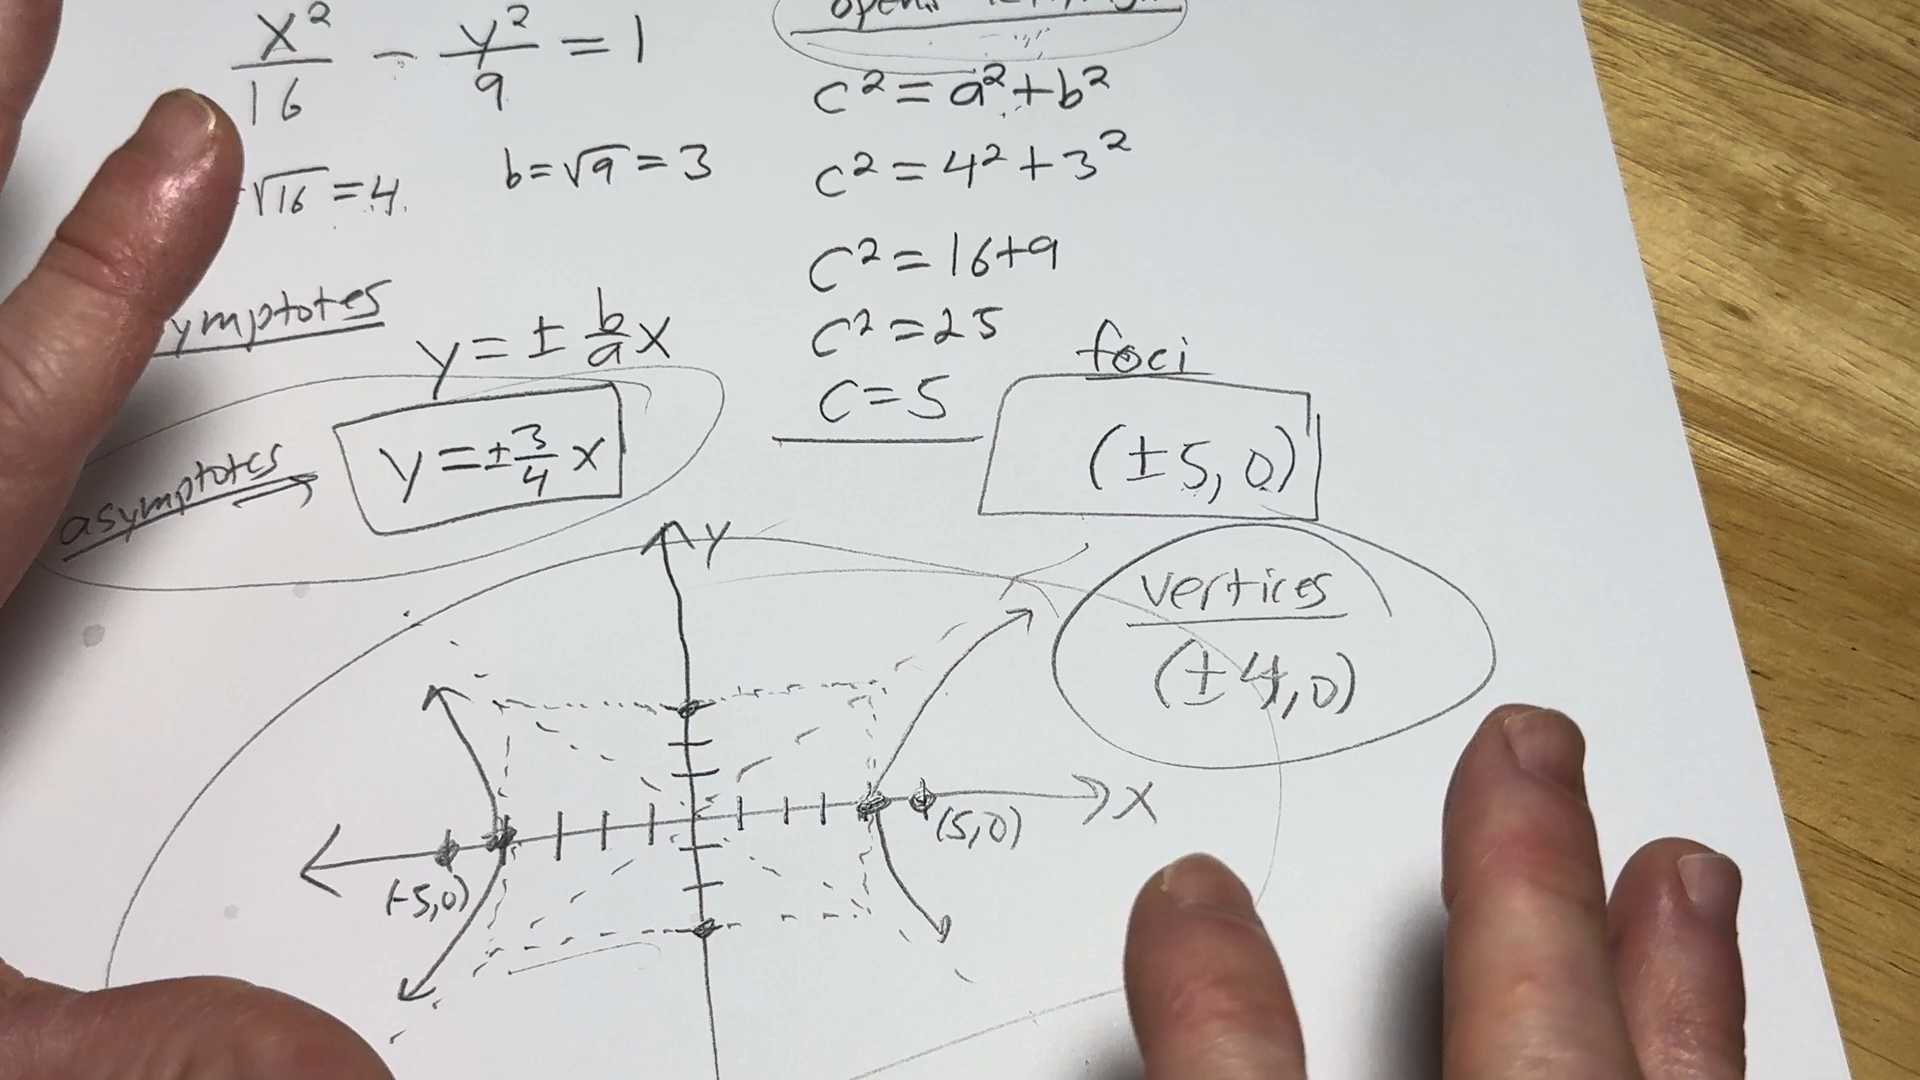 x²/16 − y²/9 = 1
opens
c² = a² + b²
√16 = 4
b = √9 = 3
c² = 4² + 3²
c² = 16+9
ymptotes
y = ± b/a x
c² = 25
c = 5
foci
(±5, 0)
asymptotes → y = ± 3/4 x
vertices
(±4, 0)
y
x
(5,0)
(-5,0)